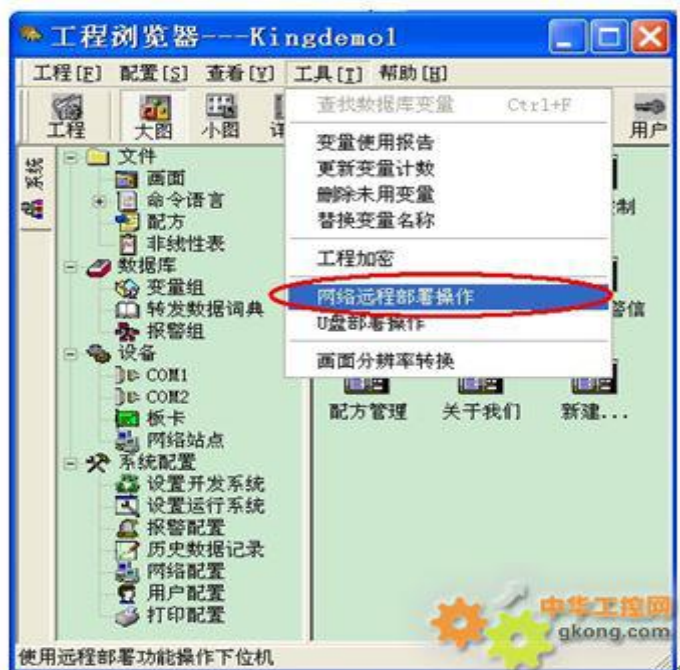 工程浏览器---Kingdemo1
工程[F] 配置[S] 查看[V] 工具[T] 帮助[H]
工程 大图 小图 用户
查找数据库变量 Ctrl+F
变量使用报告
更新变量计数
删除未用变量
替换变量名称
工程加密
网络远程部署操作
U盘部署操作
画面分辨率转换
系统
文件
画面
命令语言
配方
非线性表
数据库
变量组
转发数据词典
报警组
设备
COM1
COM2
板卡
网络站点
系统配置
设置开发系统
设置运行系统
报警配置
历史数据记录
网络配置
用户配置
打印配置
制
警信
配方管理 关于我们 新建...
使用远程部署功能操作下位机
中华工控网
gkong.com